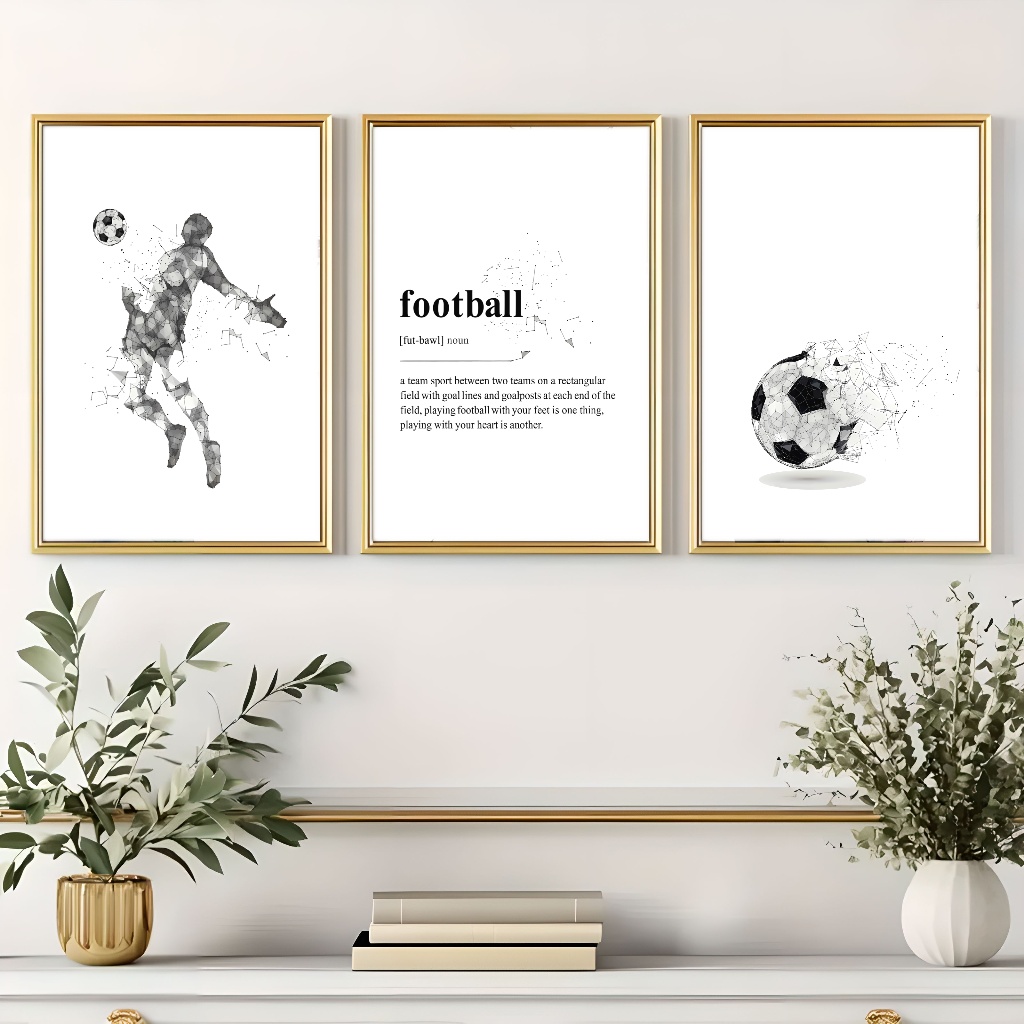 football
[fut-bawl] noun
a team sport between two teams on a rectangular
field with goal lines and goalposts at each end of the
field, playing football with your feet is one thing,
playing with your heart is another.